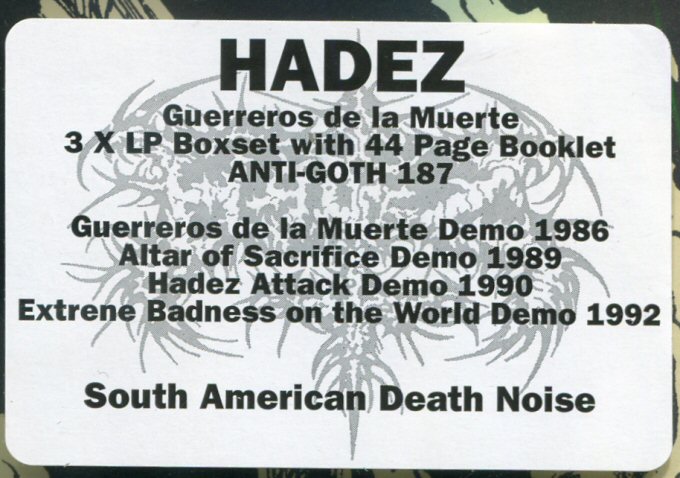 HADEZ
Guerreros de la Muerte
3 X LP Boxset with 44 Page Booklet
ANTI-GOTH 187
Guerreros de la Muerte Demo 1986
Altar of Sacrifice Demo 1989
Hadez Attack Demo 1990
Extrene Badness on the World Demo 1992
South American Death Noise